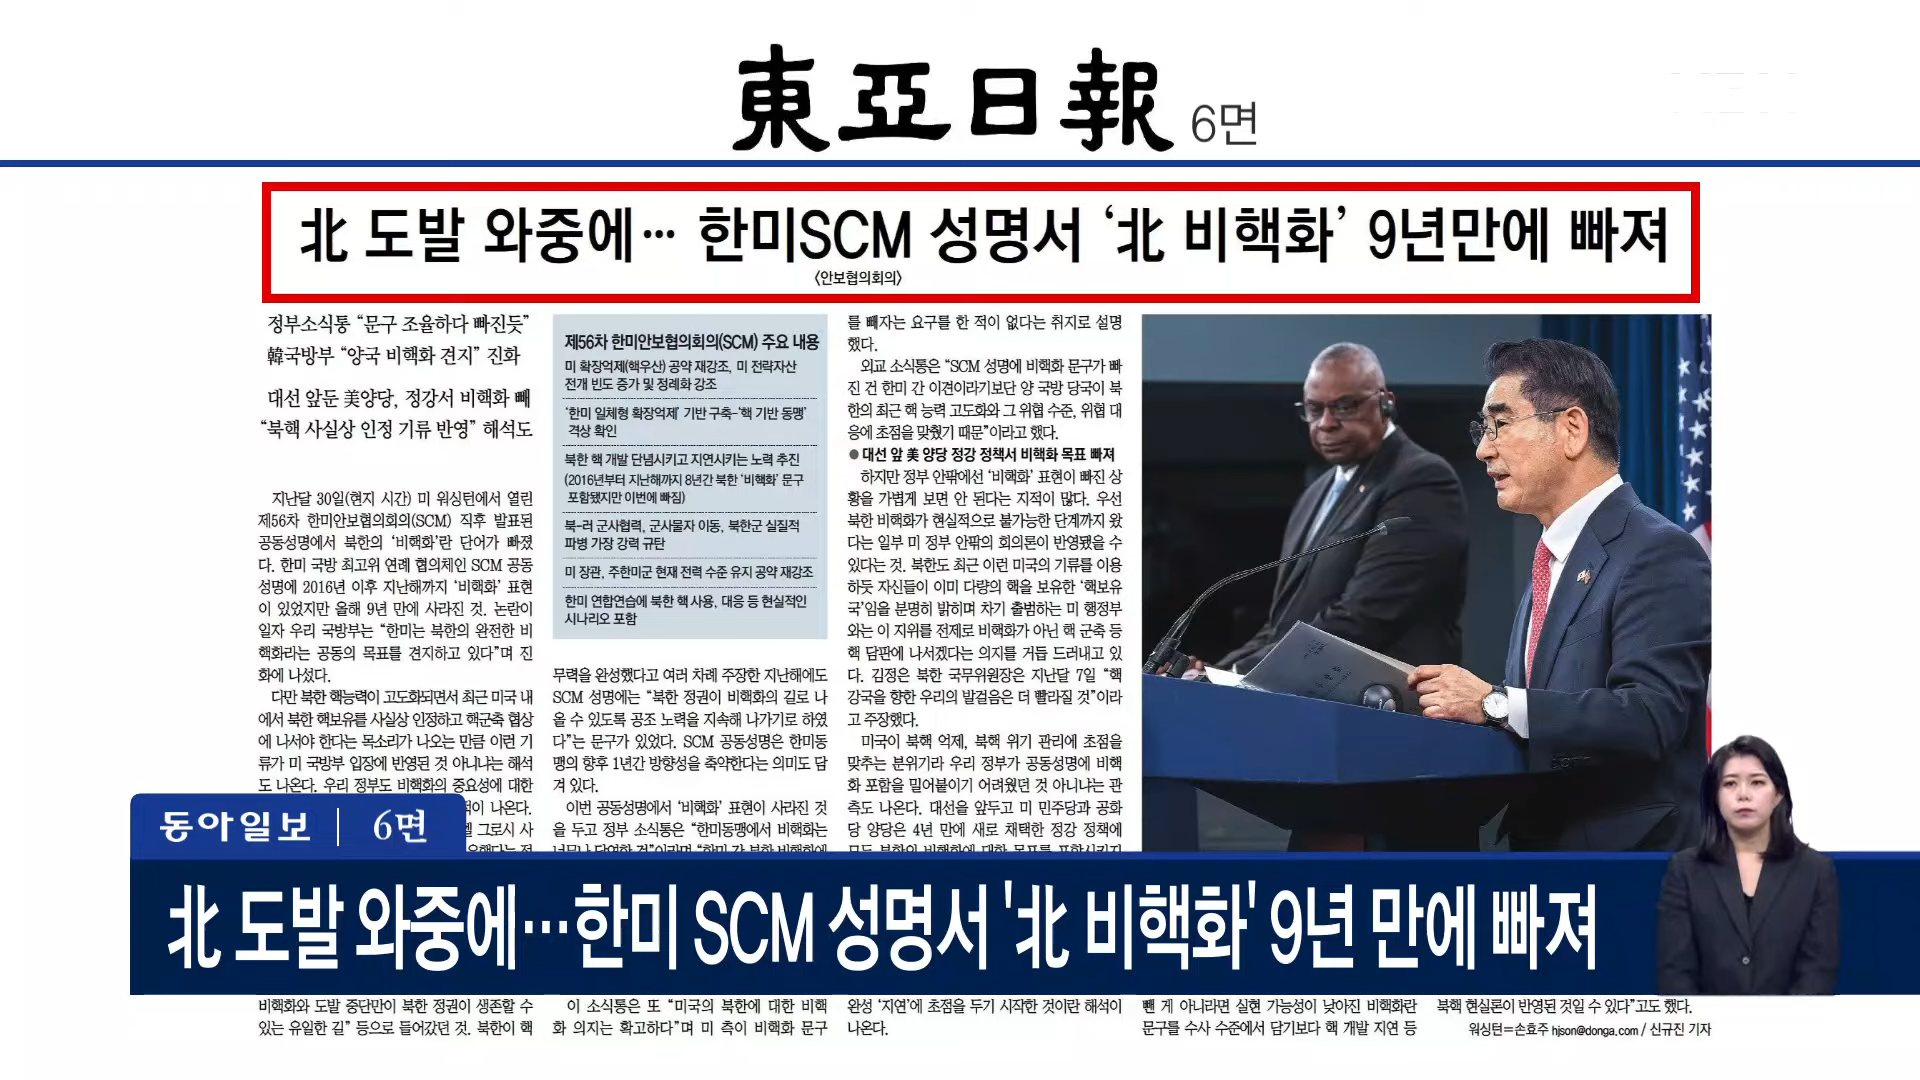 東亞日報 6면
北 도발 와중에… 한미SCM 성명서 ‘北 비핵화’ 9년만에 빠져
〈안보협의회의〉
정부소식통 “문구 조율하다 빠진듯”
韓국방부 “양국 비핵화 견지” 진화
대선 앞둔 美양당, 정강서 비핵화 빼
“북핵 사실상 인정 기류 반영” 해석도
지난달 30일(현지 시간) 미 워싱턴에서 열린
제56차 한미안보협의회의(SCM) 직후 발표된
공동성명에서 북한의 ‘비핵화’란 단어가 빠졌
다. 한미 국방 최고위 연례 협의체인 SCM 공동
성명에 2016년 이후 지난해까지 ‘비핵화’ 표현
이 있었지만 올해 9년 만에 사라진 것. 논란이
일자 우리 국방부는 “한미는 북한의 완전한 비
핵화라는 공동의 목표를 견지하고 있다”며 진
화에 나섰다.
다만 북한 핵능력이 고도화되면서 최근 미국 내
에서 북한 핵보유를 사실상 인정하고 핵군축 협상
에 나서야 한다는 목소리가 나오는 만큼 이런 기
류가 미 국방부 입장에 반영된 것 아니냐는 해석
도 나온다. 우리 정부도 비핵화의 중요성에 대한
적이 나온다.
그로시 사
비핵화와 도발 중단만이 북한 정권이 생존할 수
있는 유일한 길” 등으로 들어갔던 것. 북한이 핵
제56차 한미안보협의회의(SCM) 주요 내용
미 확장억제(핵우산) 공약 재강조, 미 전략자산
전개 빈도 증가 및 정례화 강조
‘한미 일체형 확장억제’ 기반 구축-‘핵 기반 동맹’
격상 확인
북한 핵 개발 단념시키고 지연시키는 노력 추진
(2016년부터 지난해까지 8년간 북한 ‘비핵화’ 문구
포함됐지만 이번에 빠짐)
북-러 군사협력, 군사물자 이동, 북한군 실질적
파병 가장 강력 규탄
미 장관, 주한미군 현재 전력 수준 유지 공약 재강조
한미 연합연습에 북한 핵 사용, 대응 등 현실적인
시나리오 포함
무력을 완성했다고 여러 차례 주장한 지난해에도
SCM 성명에는 “북한 정권이 비핵화의 길로 나
올 수 있도록 공조 노력을 지속해 나가기로 하였
다”는 문구가 있었다. SCM 공동성명은 한미동
맹의 향후 1년간 방향성을 축약한다는 의미도 담
겨 있다.
이번 공동성명에서 ‘비핵화’ 표현이 사라진 것
을 두고 정부 소식통은 “한미동맹에서 비핵화는
이 소식통은 또 “미국의 북한에 대한 비핵
화 의지는 확고하다”며 미 측이 비핵화 문구
를 빼자는 요구를 한 적이 없다는 취지로 설명
했다.
외교 소식통은 “SCM 성명에 비핵화 문구가 빠
진 건 한미 간 이견이라기보단 양 국방 당국이 북
한의 최근 핵 능력 고도화와 그 위협 수준, 위협 대
응에 초점을 맞췄기 때문”이라고 했다.
● 대선 앞 美 양당 정강 정책서 비핵화 목표 빠져
하지만 정부 안팎에선 ‘비핵화’ 표현이 빠진 상
황을 가볍게 보면 안 된다는 지적이 많다. 우선
북한 비핵화가 현실적으로 불가능한 단계까지 왔
다는 일부 미 정부 안팎의 회의론이 반영됐을 수
있다는 것. 북한도 최근 이런 미국의 기류를 이용
하듯 자신들이 이미 다량의 핵을 보유한 ‘핵보유
국’임을 분명히 밝히며 차기 출범하는 미 행정부
와는 이 지위를 전제로 비핵화가 아닌 핵 군축 등
핵 담판에 나서겠다는 의지를 거듭 드러내고 있
다. 김정은 북한 국무위원장은 지난달 7일 “핵
강국을 향한 우리의 발걸음은 더 빨라질 것”이라
고 주장했다.
미국이 북핵 억제, 북핵 위기 관리에 초점을
맞추는 분위기라 우리 정부가 공동성명에 비핵
화 포함을 밀어붙이기 어려웠던 것 아니냐는 관
측도 나온다. 대선을 앞두고 미 민주당과 공화
당 양당은 4년 만에 새로 채택한 정강 정책에
완성 ‘지연’에 초점을 두기 시작한 것이란 해석이
나온다.
뺀 게 아니라면 실현 가능성이 낮아진 비핵화란
문구를 수사 수준에서 담기보다 핵 개발 지연 등
북핵 현실론이 반영된 것일 수 있다”고도 했다.
워싱턴=손효주 hjson@donga.com / 신규진 기자
동아일보 | 6면
北 도발 와중에…한미 SCM 성명서 '北 비핵화' 9년 만에 빠져